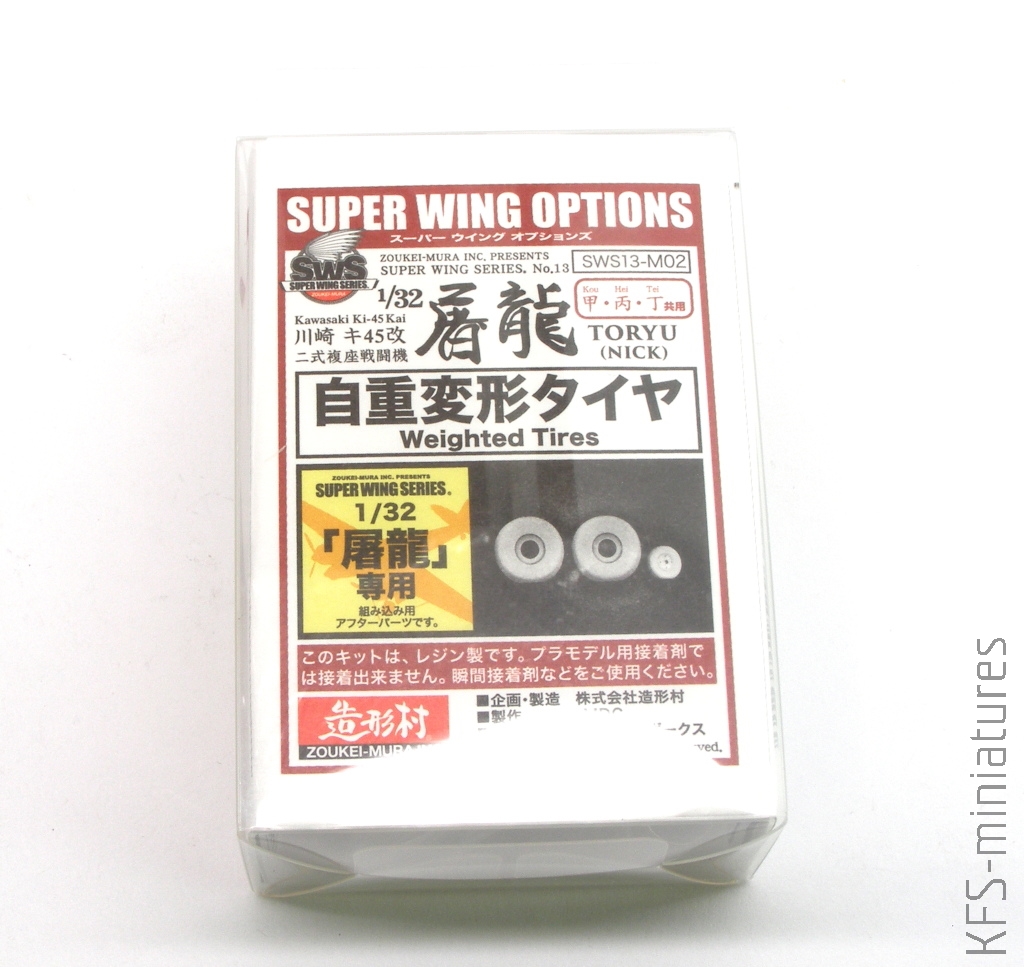 SUPER WING OPTIONS
スーパー ウイング オプションズ
SWS
SUPER WING SERIES.
ZOUKEI-MURA
ZOUKEI-MURA INC. PRESENTS
SUPER WING SERIES. No.13
SWS13-M02
1/32
屠龍
Kou Hei Tei
甲・丙・丁共用
Kawasaki Ki-45 Kai
川崎 キ45改
二式複座戦闘機
TORYU
(NICK)
自重変形タイヤ
Weighted Tires
ZOUKEI-MURA INC. PRESENTS
SUPER WING SERIES.
1/32
「屠龍」
専用
組み込み用
アフターパーツです。
このキットは、レジン製です。プラモデル用接着剤で
は接着出来ません。瞬間接着剤などをご使用ください。
造形村
ZOUKEI-MURA
■企画・製造 株式会社造形村
■製作
ークス
KFS-miniatures